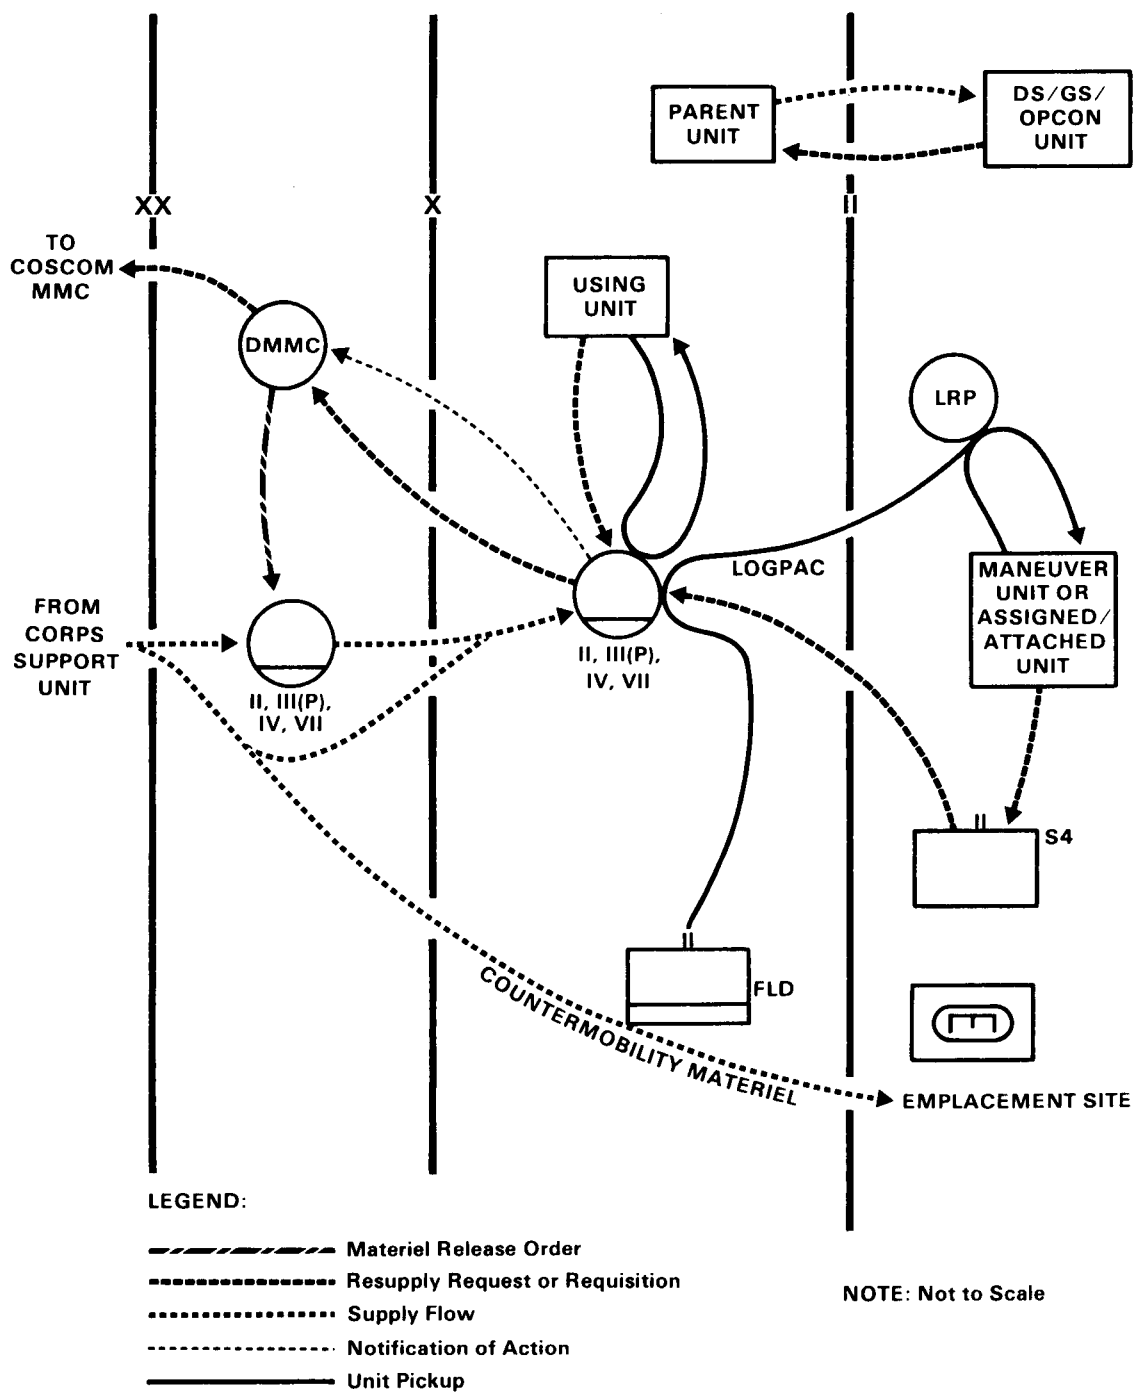 PARENT
UNIT
DS/GS/
OPCON
UNIT
XX
X
II
TO
COSCOM
MMC
DMMC
USING
UNIT
LRP
LOGPAC
MANEUVER
UNIT OR
ASSIGNED/
ATTACHED
UNIT
FROM
CORPS
SUPPORT
UNIT
II, III(P),
IV, VII
II, III(P),
IV, VII
II
S4
II
FLD
COUNTERMOBILITY MATERIEL
EMPLACEMENT SITE
LEGEND:
Materiel Release Order
Resupply Request or Requisition
Supply Flow
Notification of Action
Unit Pickup
NOTE: Not to Scale